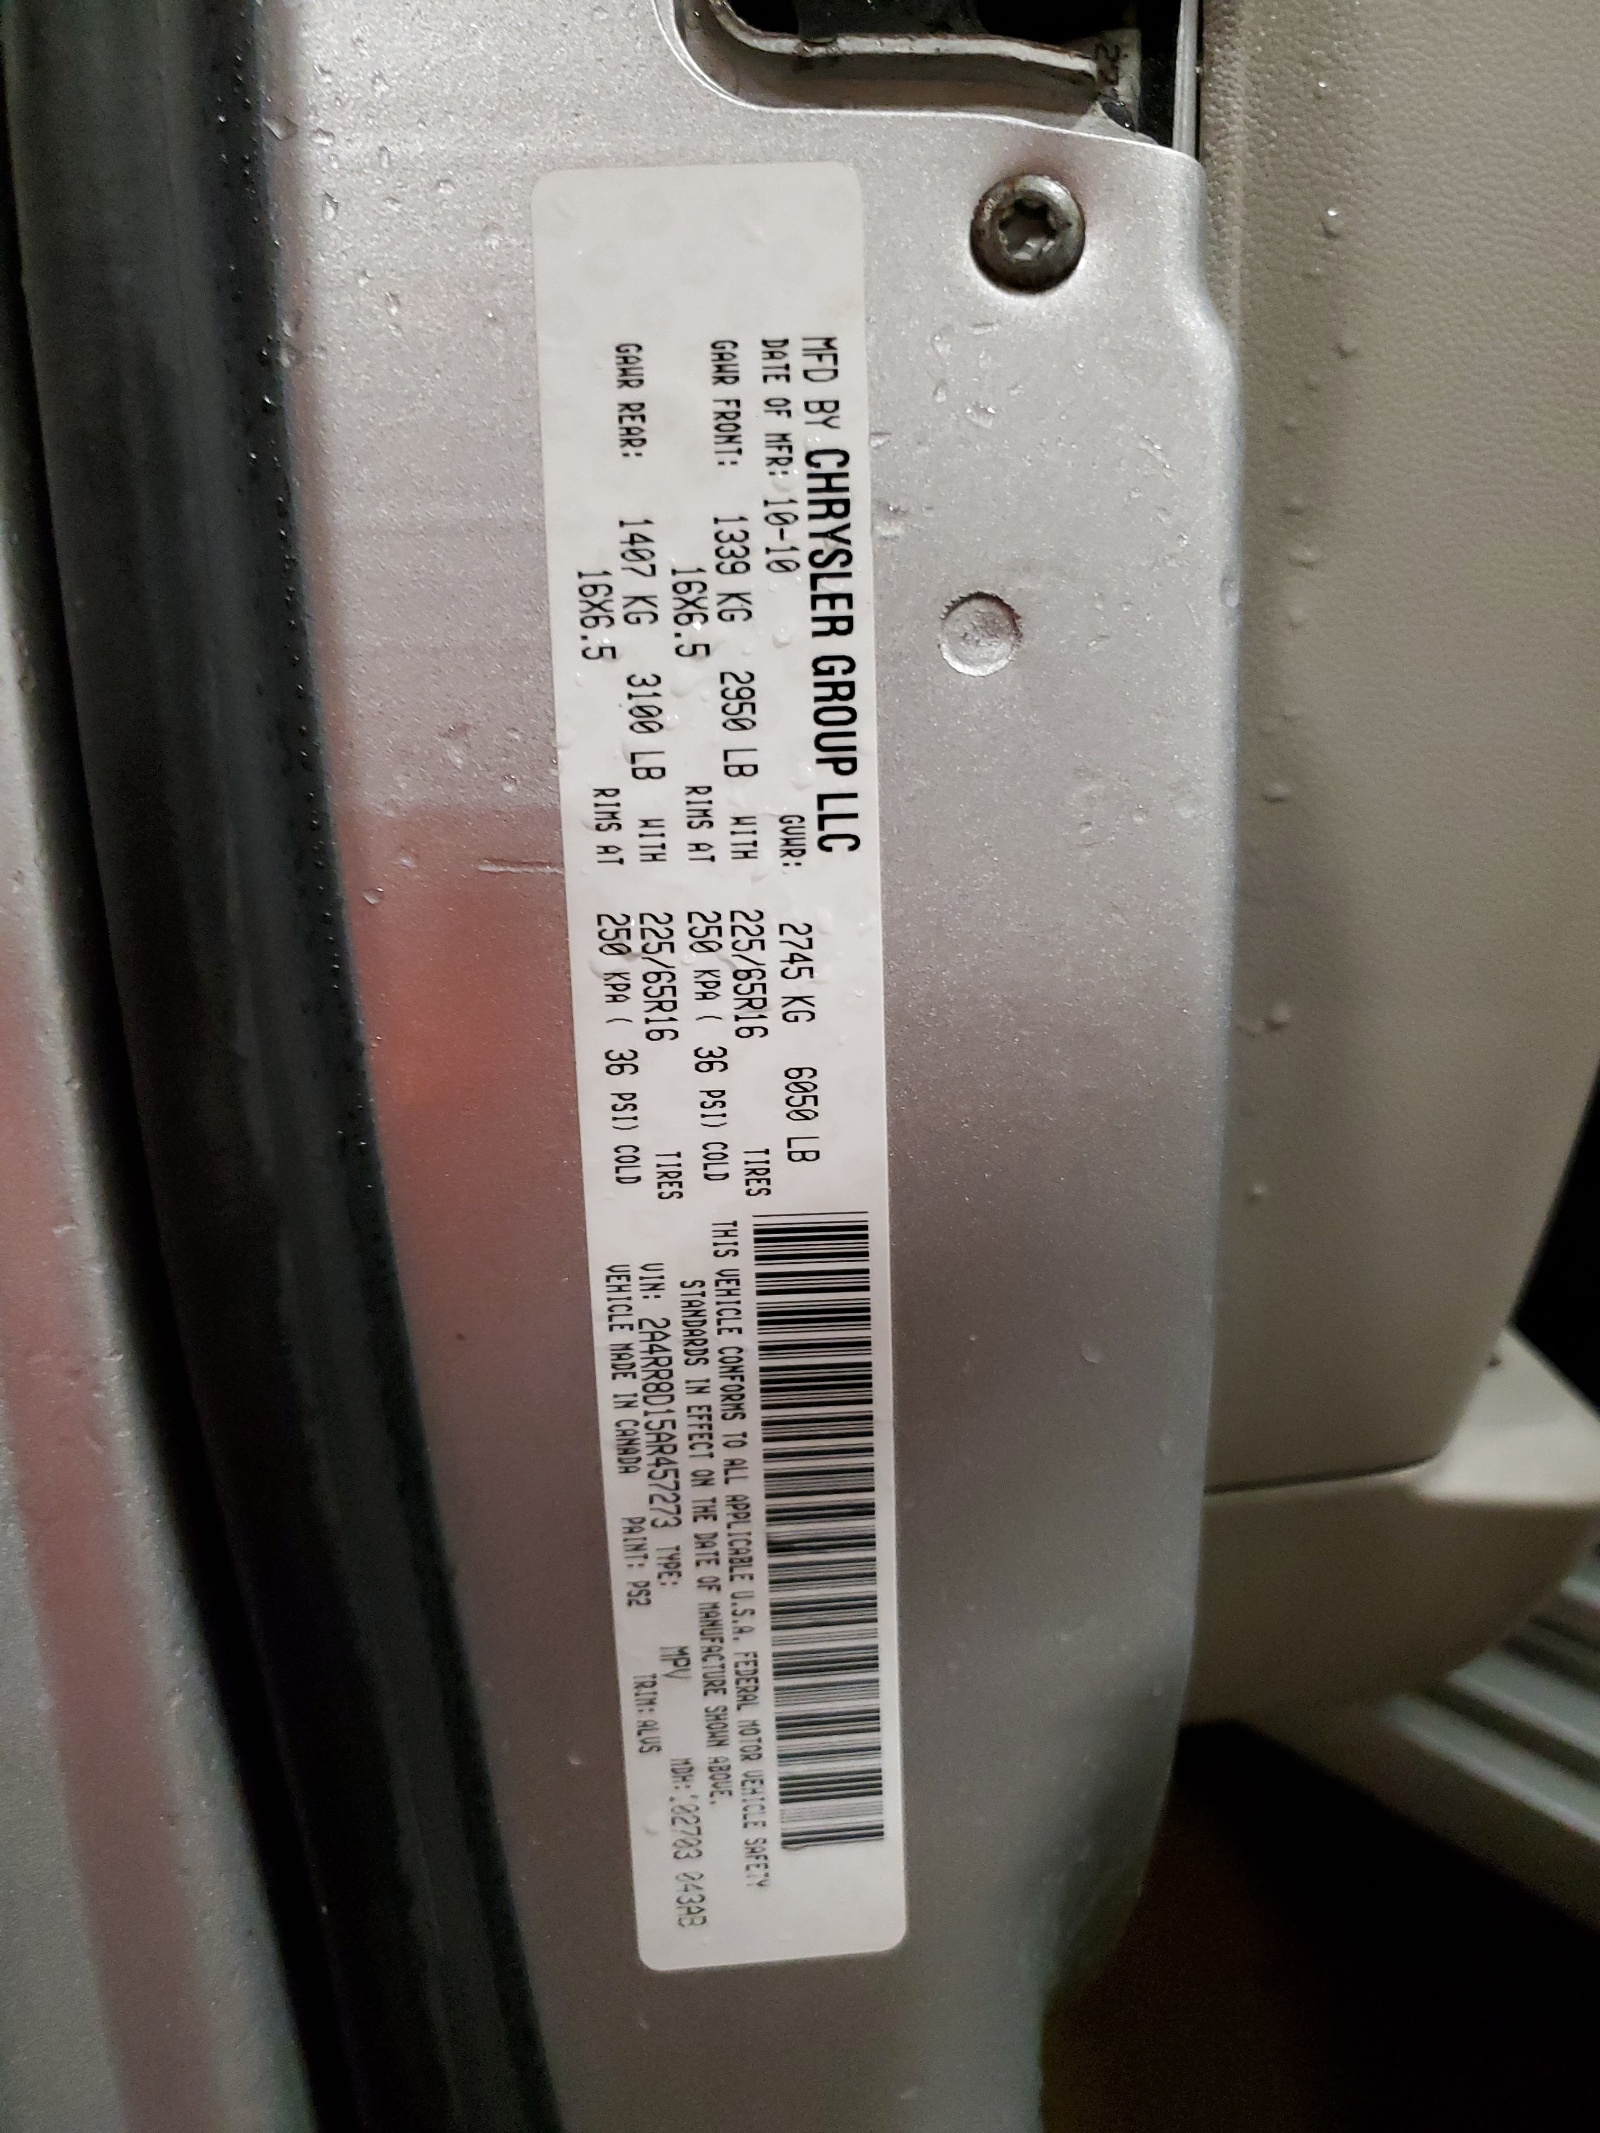 MFD BY CHRYSLER GROUP LLC
DATE OF MFR: 10-10 GVWR: 2745 KG 6050 LB
GAWR FRONT: 1339 KG 2950 LB WITH 225/65R16 TIRES
16X6.5 RIMS AT 250 KPA ( 36 PSI) COLD
GAWR REAR: 1407 KG 3100 LB WITH 225/65R16 TIRES
16X6.5 RIMS AT 250 KPA ( 36 PSI) COLD
THIS VEHICLE CONFORMS TO ALL APPLICABLE U.S.A. FEDERAL MOTOR VEHICLE SAFETY
STANDARDS IN EFFECT ON THE DATE OF MANUFACTURE SHOWN ABOVE.
VIN: 2A4RR8D15AR457273 TYPE: MPV MDH: 102703 043AB
VEHICLE MADE IN CANADA PAINT: PS2 TRIM: ALVS